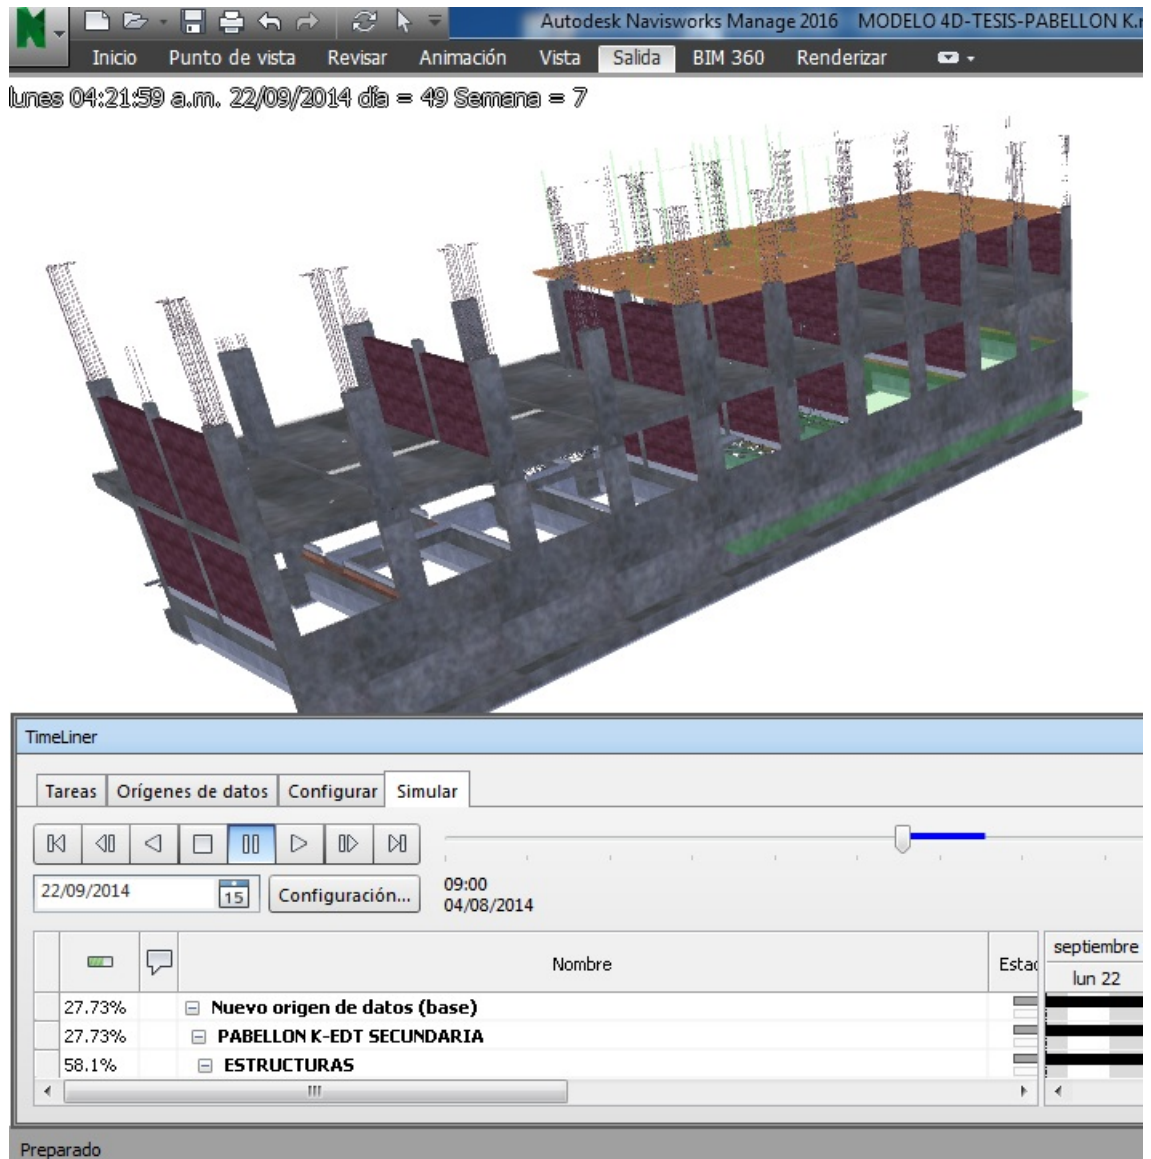 Autodesk Navisworks Manage 2016 MODELO 4D-TESIS-PABELLON K.
Inicio Punto de vista Revisar Animación Vista Salida BIM 360 Renderizar
lunes 04:21:59 a.m. 22/09/2014 día = 49 Semana = 7
TimeLiner
Tareas Orígenes de datos Configurar Simular
22/09/2014 15 Configuración... 09:00
04/08/2014
Nombre Estad septiembre
lun 22
27.73% Nuevo origen de datos (base)
27.73% PABELLON K-EDT SECUNDARIA
58.1% ESTRUCTURAS
Preparado